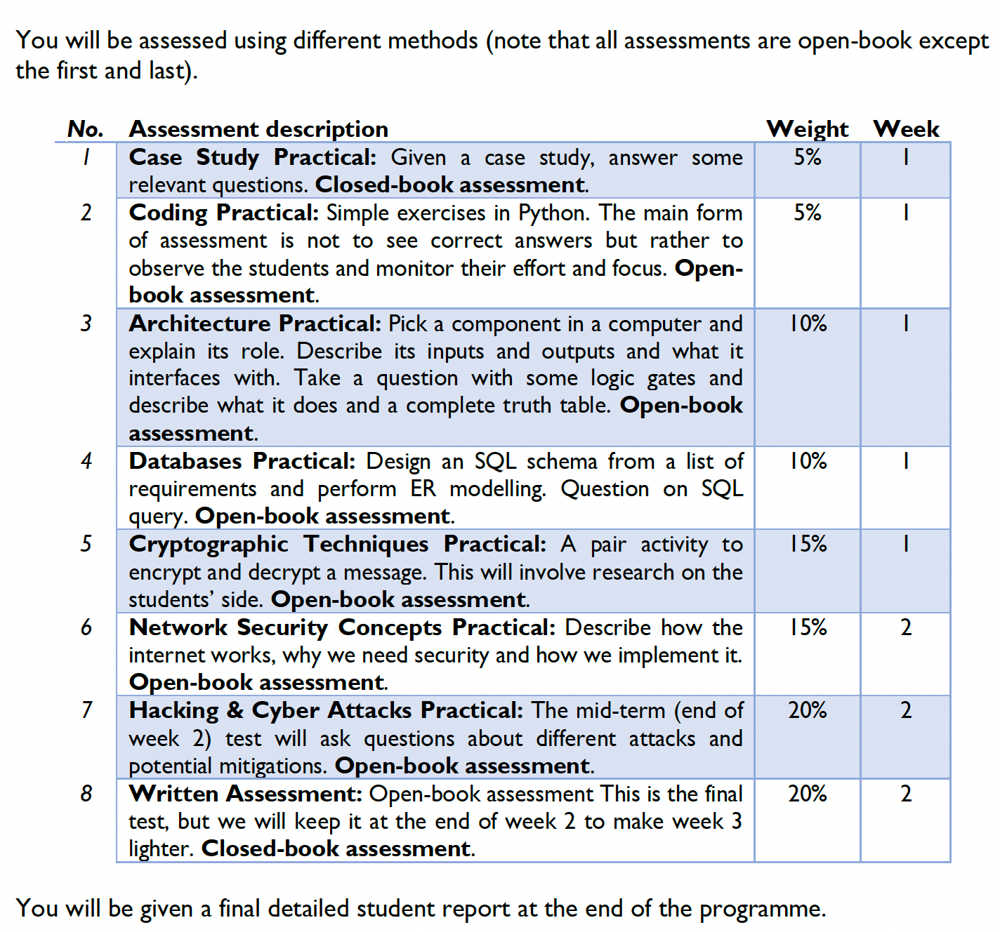 You will be assessed using different methods (note that all assessments are open-book except
the first and last).
No. Assessment description Weight Week
1 Case Study Practical: Given a case study, answer some 5% 1
relevant questions. Closed-book assessment.
2 Coding Practical: Simple exercises in Python. The main form 5% 1
of assessment is not to see correct answers but rather to
observe the students and monitor their effort and focus. Open-
book assessment.
3 Architecture Practical: Pick a component in a computer and 10% 1
explain its role. Describe its inputs and outputs and what it
interfaces with. Take a question with some logic gates and
describe what it does and a complete truth table. Open-book
assessment.
4 Databases Practical: Design an SQL schema from a list of 10% 1
requirements and perform ER modelling. Question on SQL
query. Open-book assessment.
5 Cryptographic Techniques Practical: A pair activity to 15% 1
encrypt and decrypt a message. This will involve research on the
students’ side. Open-book assessment.
6 Network Security Concepts Practical: Describe how the 15% 2
internet works, why we need security and how we implement it.
Open-book assessment.
7 Hacking & Cyber Attacks Practical: The mid-term (end of 20% 2
week 2) test will ask questions about different attacks and
potential mitigations. Open-book assessment.
8 Written Assessment: Open-book assessment This is the final 20% 2
test, but we will keep it at the end of week 2 to make week 3
lighter. Closed-book assessment.
You will be given a final detailed student report at the end of the programme.